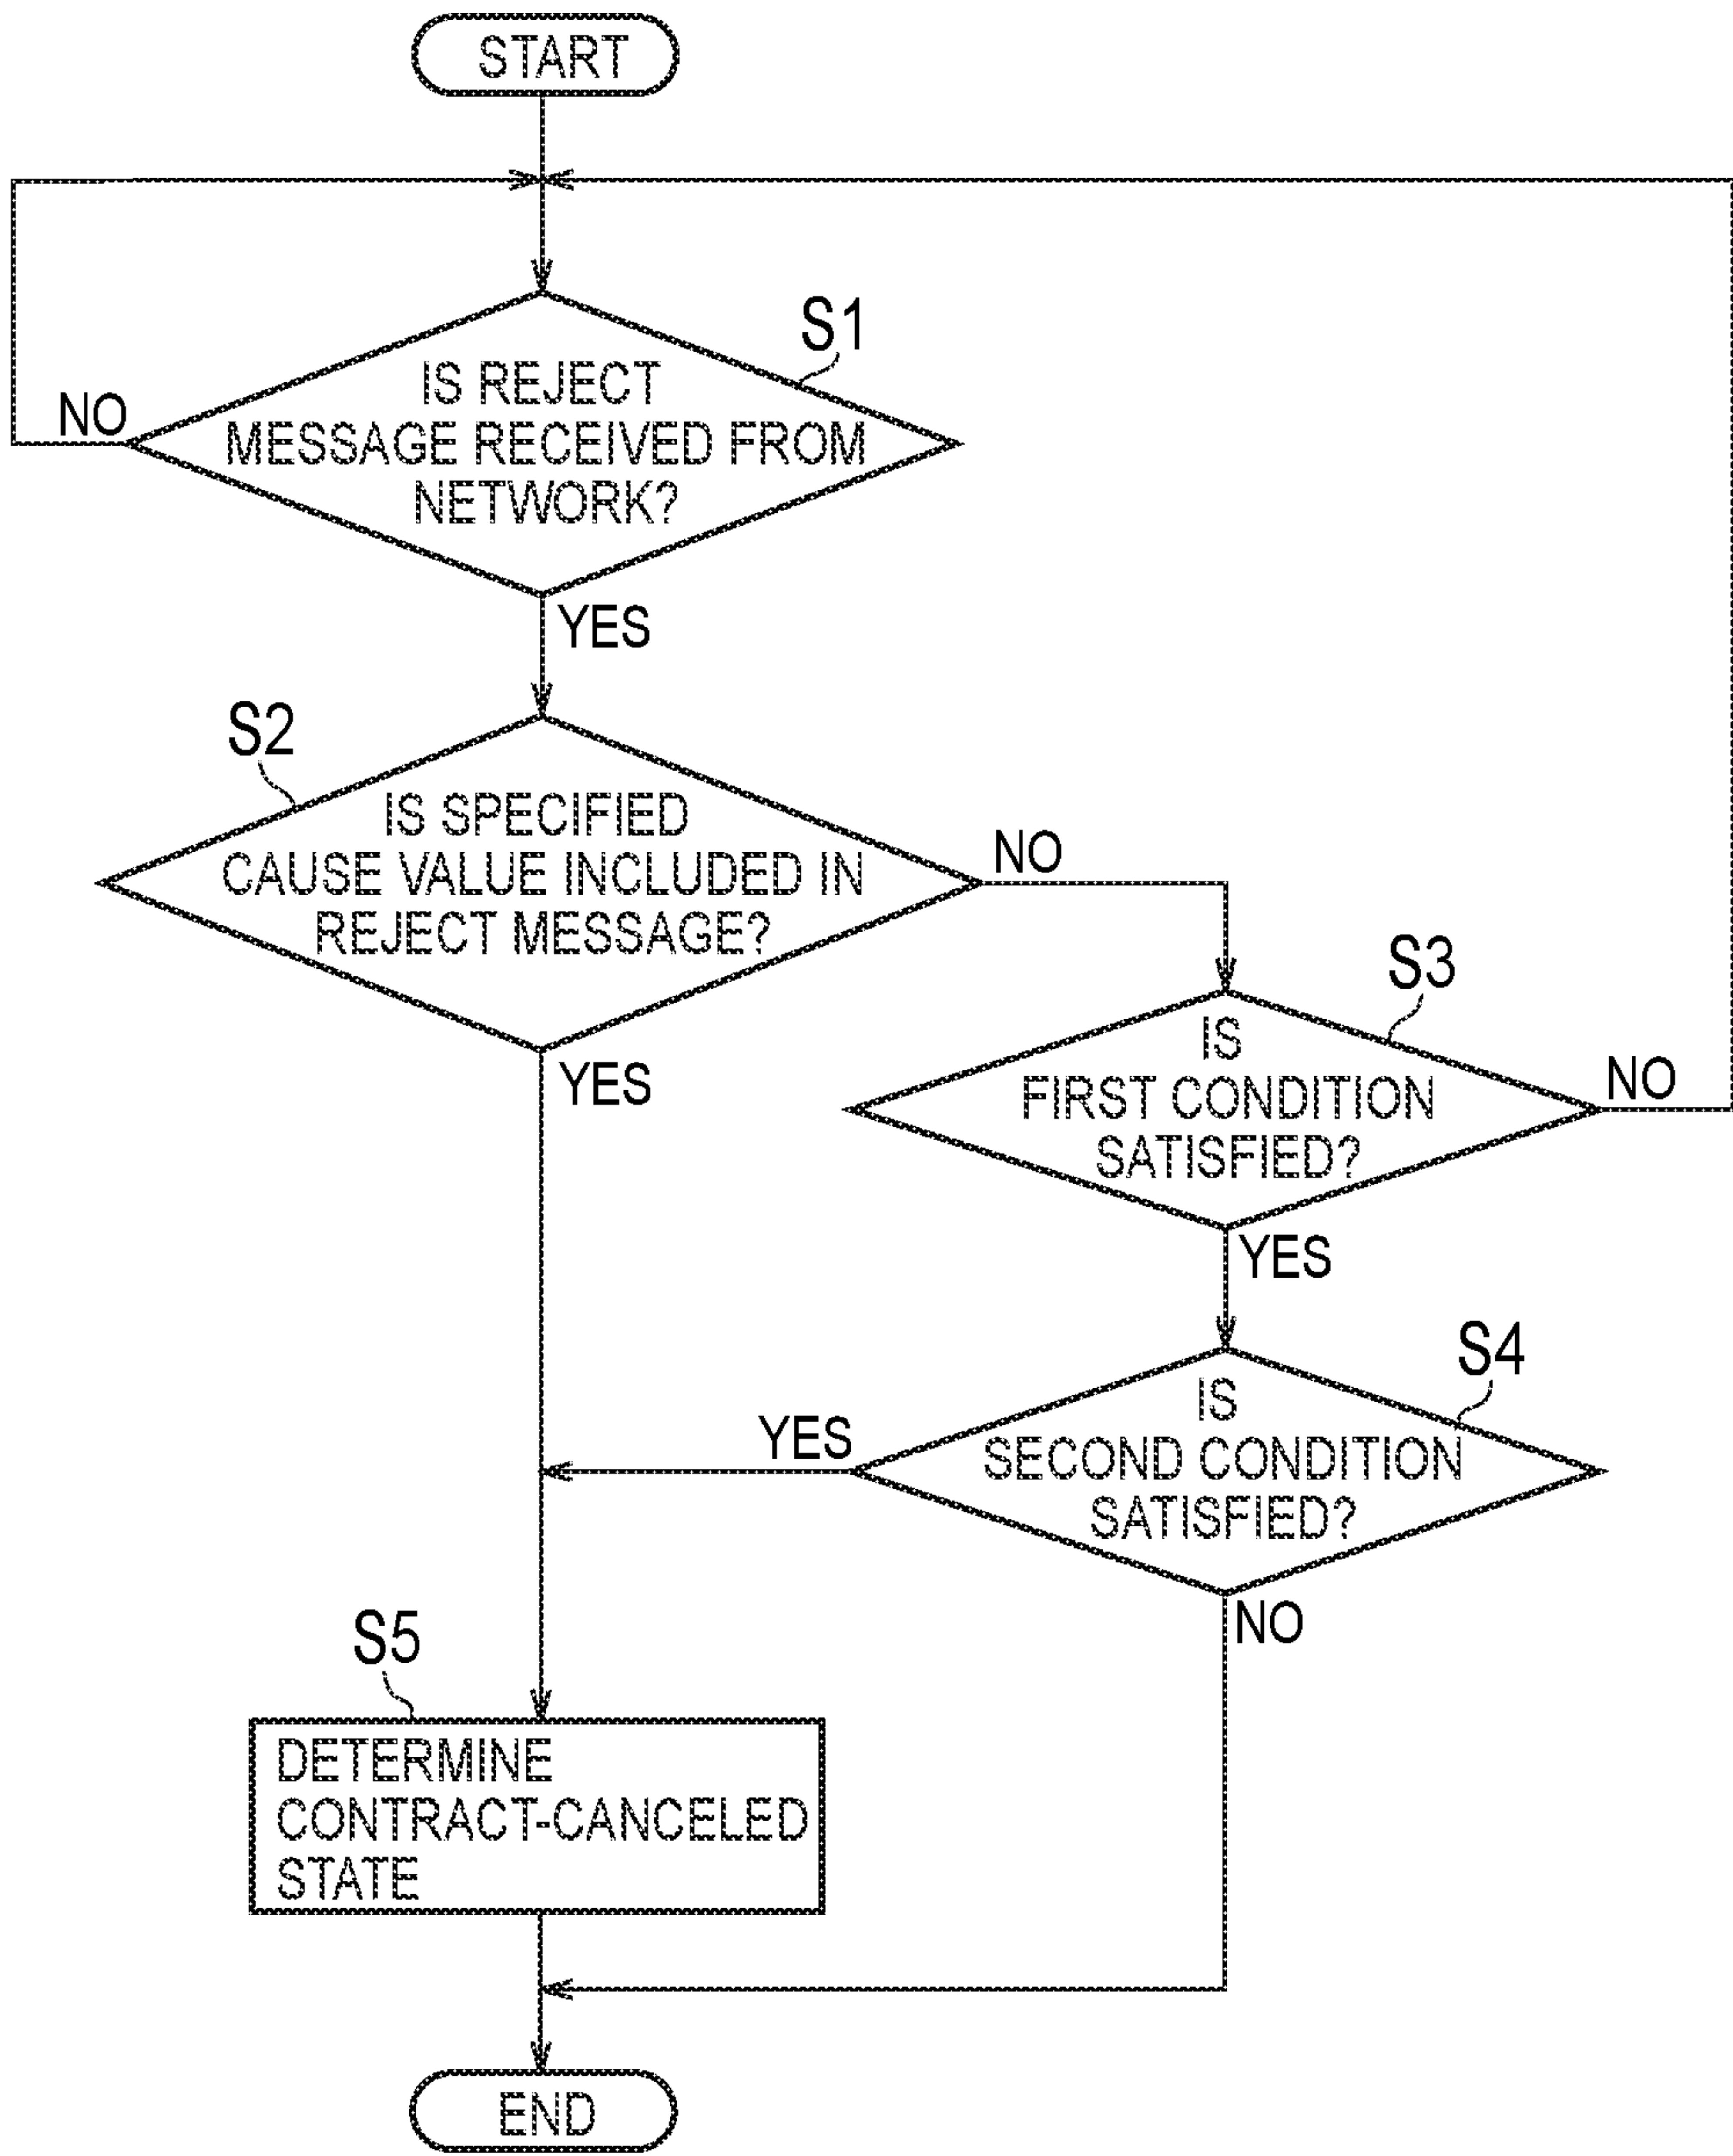 START
S1
IS REJECT
MESSAGE RECEIVED FROM
NETWORK?
NO
YES
S2
IS SPECIFIED
CAUSE VALUE INCLUDED IN
REJECT MESSAGE?
NO
YES
S3
IS
FIRST CONDITION
SATISFIED?
NO
YES
S4
IS
SECOND CONDITION
SATISFIED?
YES
NO
S5
DETERMINE
CONTRACT-CANCELED
STATE
END